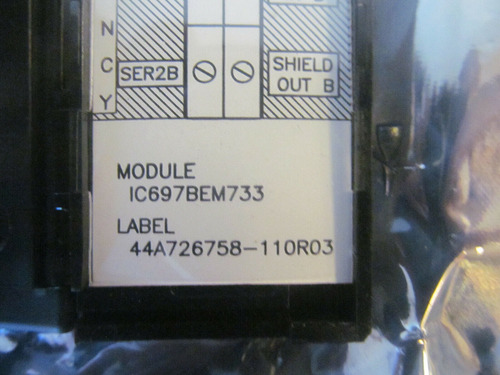 N
C
Y
SER2B
SHIELD
OUT B
MODULE
IC697BEM733
LABEL
44A726758-110R03